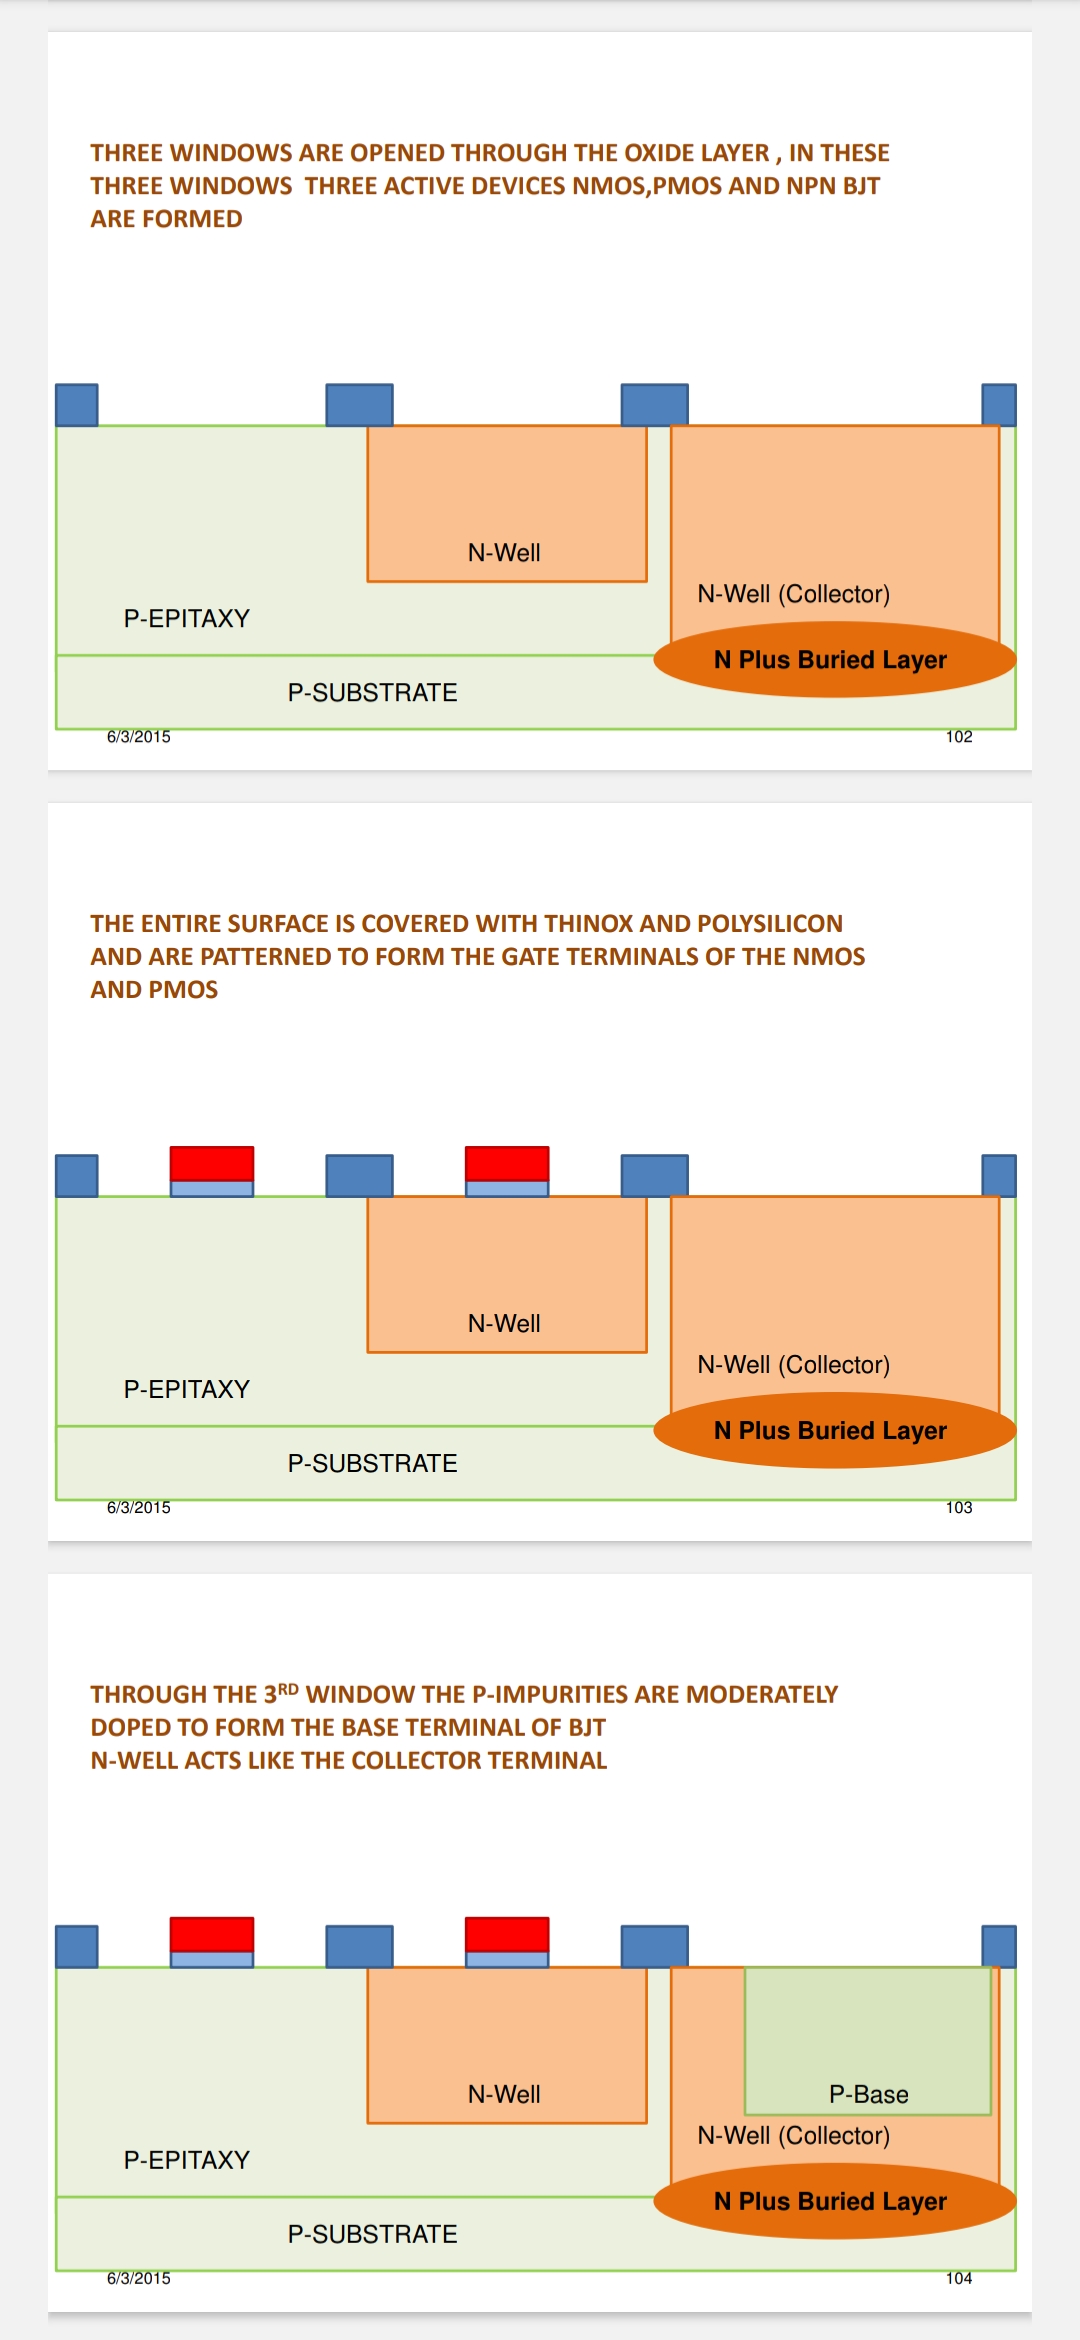 THREE WINDOWS ARE OPENED THROUGH THE OXIDE LAYER , IN THESE
THREE WINDOWS  THREE ACTIVE DEVICES NMOS,PMOS AND NPN BJT
ARE FORMED
N-Well
N-Well (Collector)
P-EPITAXY
N Plus Buried Layer
P-SUBSTRATE
6/3/2015
102
THE ENTIRE SURFACE IS COVERED WITH THINOX AND POLYSILICON
AND ARE PATTERNED TO FORM THE GATE TERMINALS OF THE NMOS
AND PMOS
N-Well
N-Well (Collector)
P-EPITAXY
N Plus Buried Layer
P-SUBSTRATE
6/3/2015
103
THROUGH THE 3RD WINDOW THE P-IMPURITIES ARE MODERATELY
DOPED TO FORM THE BASE TERMINAL OF BJT
N-WELL ACTS LIKE THE COLLECTOR TERMINAL
N-Well
P-Base
N-Well (Collector)
P-EPITAXY
N Plus Buried Layer
P-SUBSTRATE
6/3/2015
104